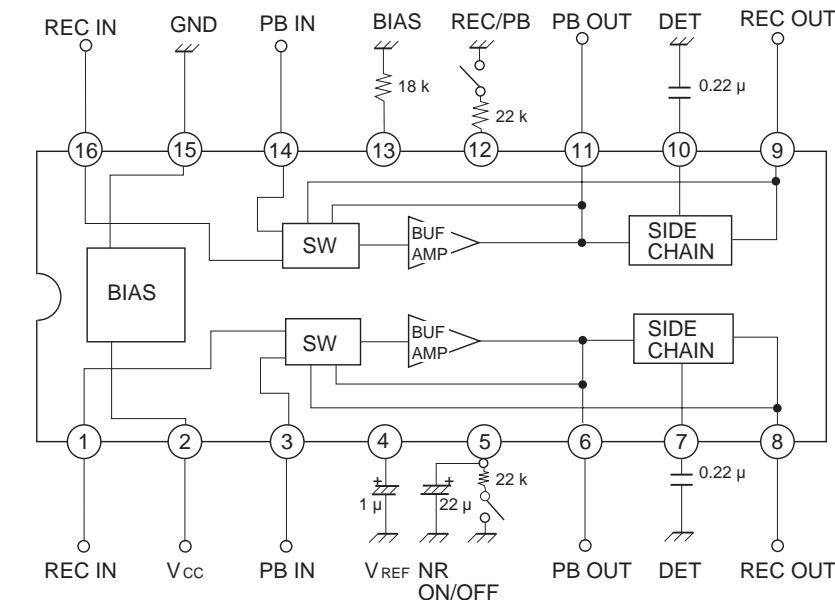 REC IN GND PB IN BIAS REC/PB PB OUT DET REC OUT
18 k 22 k 0.22 μ
16 15 14 13 12 11 10 9
SW BUF AMP SIDE CHAIN
BIAS
SW BUF AMP SIDE CHAIN
1 2 3 4 5 6 7 8
+ 1 μ + 22 μ 22 k 0.22 μ
REC IN VCC PB IN VREF NR ON/OFF PB OUT DET REC OUT